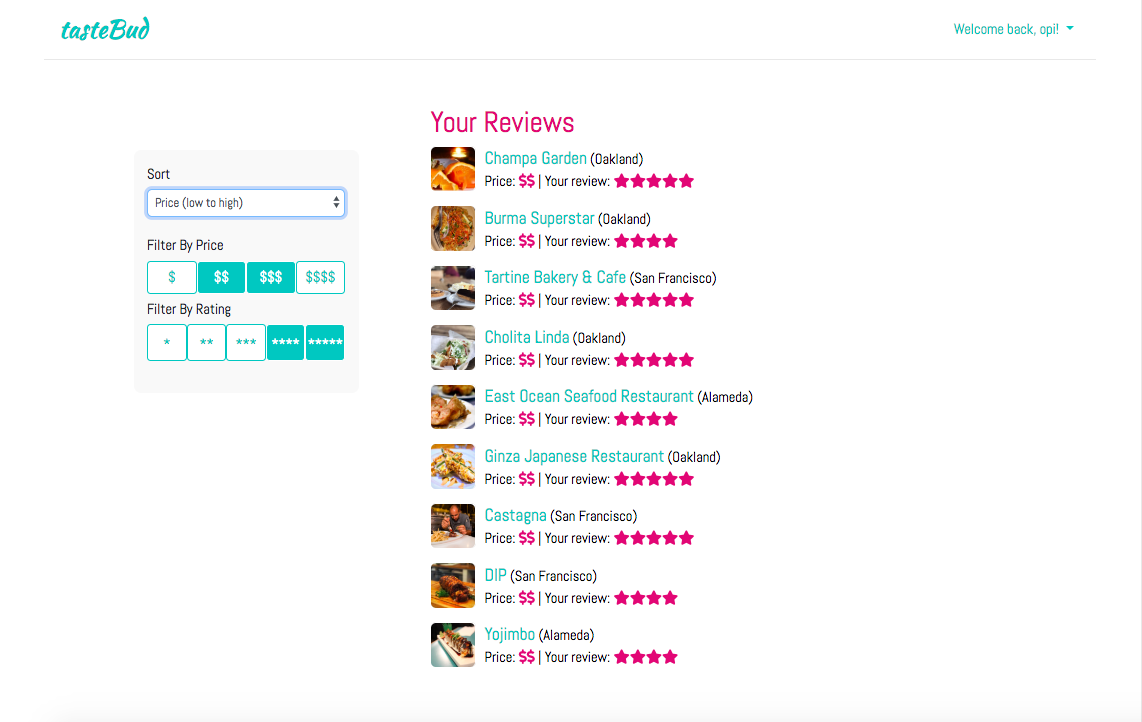 tasteBud
Welcome back, opi!
Sort
Price (low to high)
Filter By Price
$ $$ $$$ $$$$
Filter By Rating
* ** *** **** *****
Your Reviews
Champa Garden (Oakland)
Price: $$ | Your review: ★★★★★
Burma Superstar (Oakland)
Price: $$ | Your review: ★★★★
Tartine Bakery & Cafe (San Francisco)
Price: $$ | Your review: ★★★★★
Cholita Linda (Oakland)
Price: $$ | Your review: ★★★★★
East Ocean Seafood Restaurant (Alameda)
Price: $$ | Your review: ★★★★
Ginza Japanese Restaurant (Oakland)
Price: $$ | Your review: ★★★★★
Castagna (San Francisco)
Price: $$ | Your review: ★★★★★
DIP (San Francisco)
Price: $$ | Your review: ★★★★
Yojimbo (Alameda)
Price: $$ | Your review: ★★★★